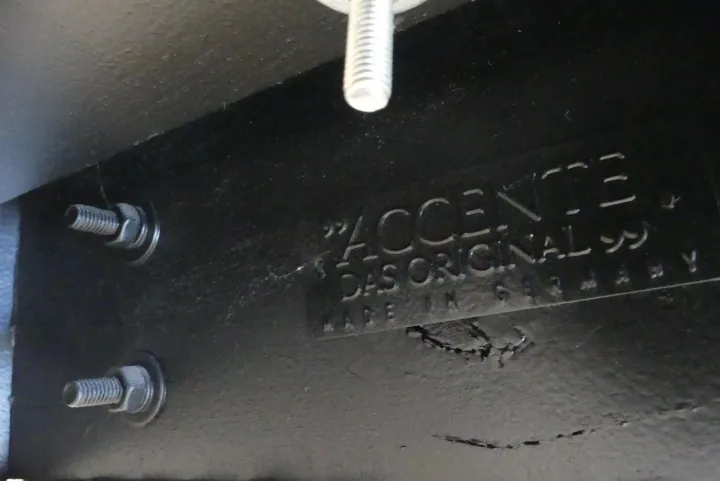 "ACCENTE
DAS ORIGINAL"
MADE IN GERMANY